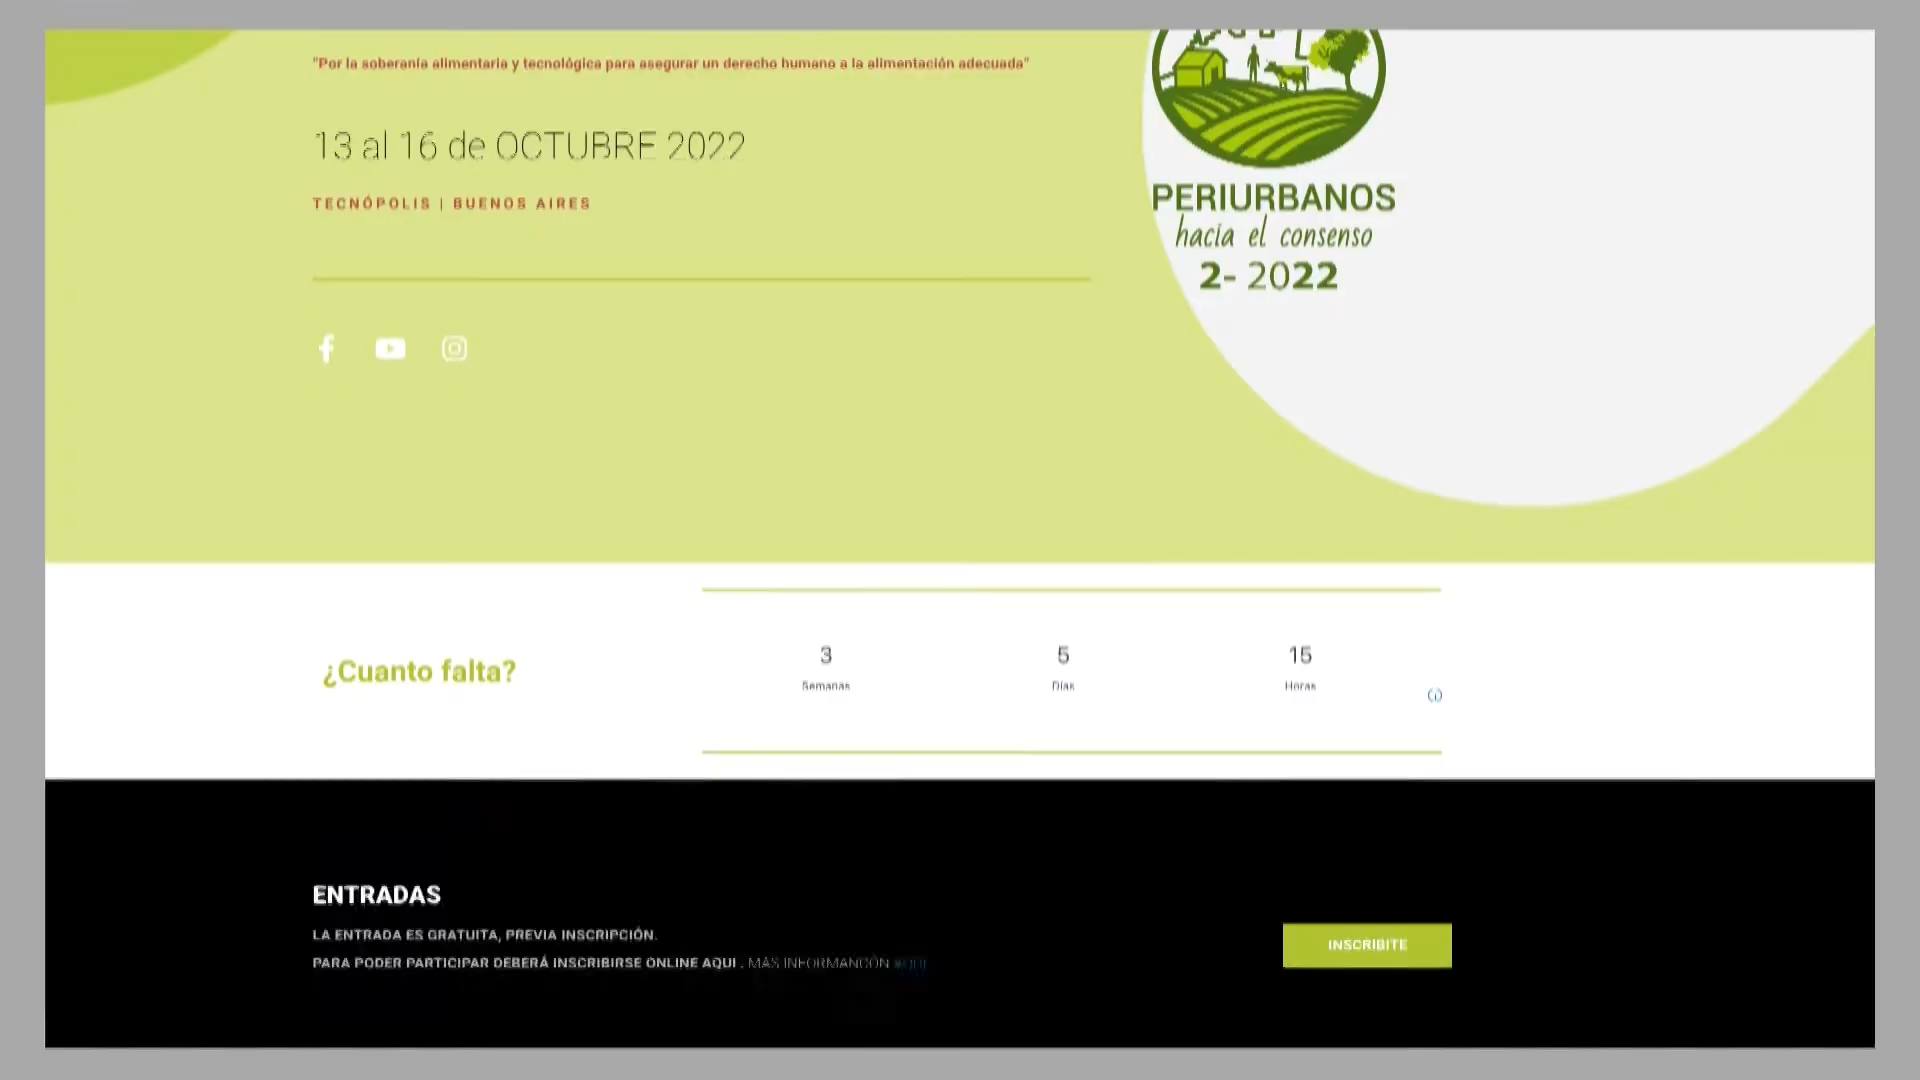 "Por la soberanía alimentaria y tecnológica para asegurar un derecho humano a la alimentación adecuada"
13 al 16 de OCTUBRE 2022
TECNÓPOLIS | BUENOS AIRES
PERIURBANOS
hacia el consenso
2- 2022
¿Cuanto falta?
3
Semanas
5
Días
15
Horas
ENTRADAS
LA ENTRADA ES GRATUITA, PREVIA INSCRIPCIÓN.
PARA PODER PARTICIPAR DEBERÁ INSCRIBIRSE ONLINE AQUI . MAS INFORMANCIÓN AQUI
INSCRIBITE